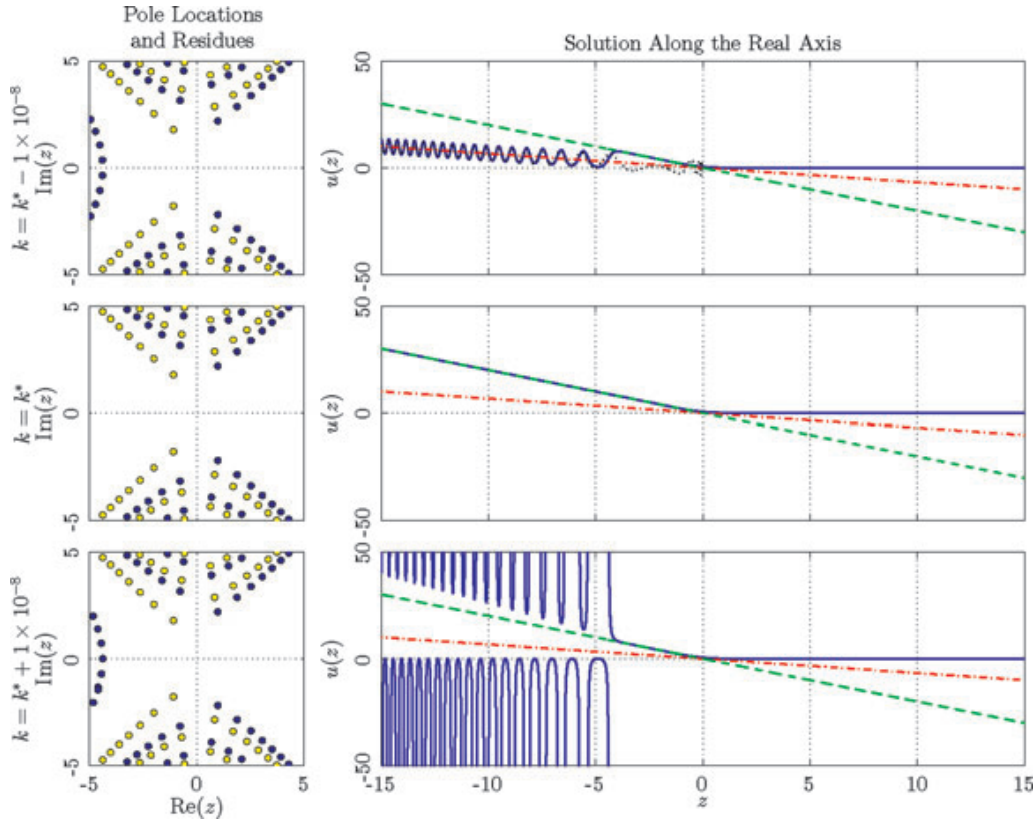 Pole Locations
and Residues
Solution Along the Real Axis
k = k* − 1 × 10⁻⁸
Im(z)
5
0
-5
u(z)
50
0
-50
k = k*
Im(z)
5
0
-5
u(z)
50
0
-50
k = k* + 1 × 10⁻⁸
Im(z)
5
0
-5
u(z)
50
0
-50
-5 0 5
Re(z)
-15 -10 -5 0 5 10 15
z